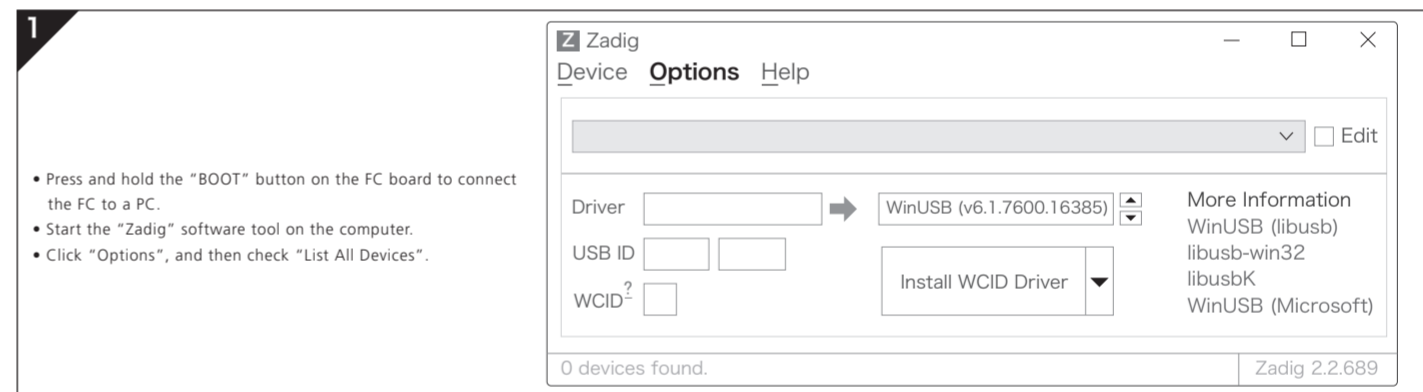 1
• Press and hold the “BOOT” button on the FC board to connect
the FC to a PC.
• Start the “Zadig” software tool on the computer.
• Click “Options”, and then check “List All Devices”.
Z Zadig
Device Options Help
Edit
Driver
WinUSB (v6.1.7600.16385)
USB ID
WCID?
Install WCID Driver
More Information
WinUSB (libusb)
libusb-win32
libusbK
WinUSB (Microsoft)
0 devices found.
Zadig 2.2.689